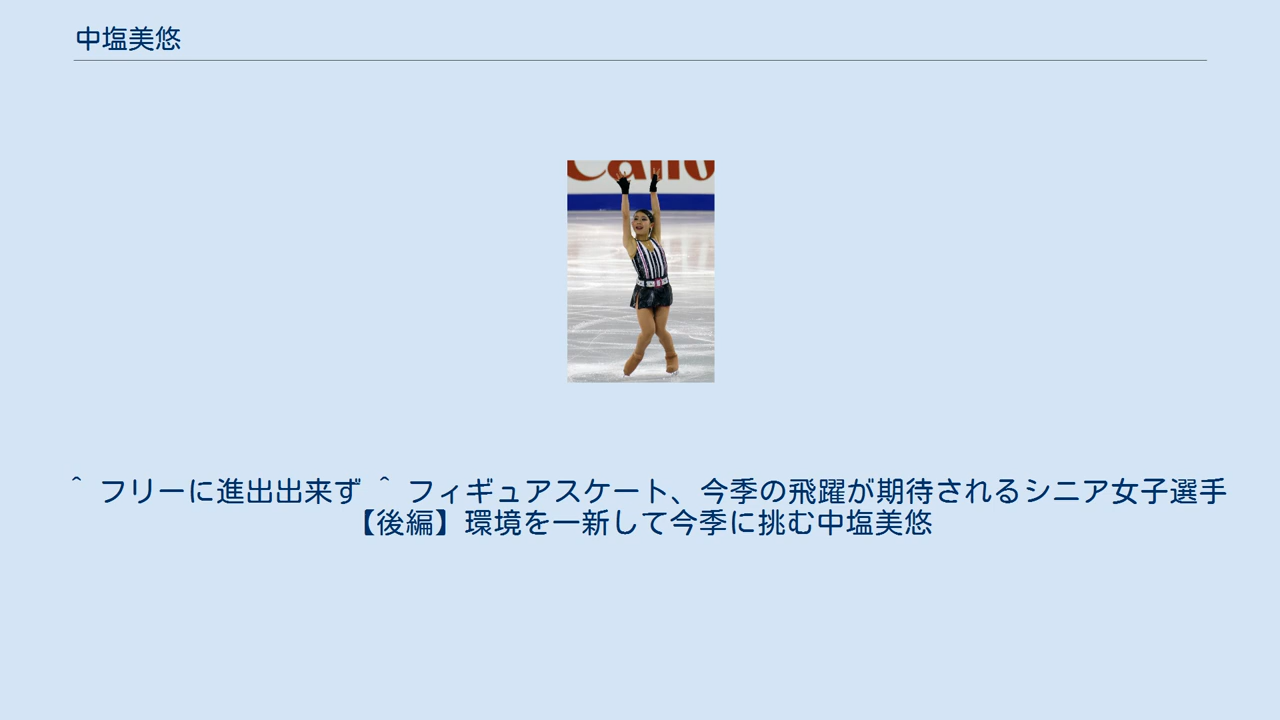 中塩美悠
Cano
^ フリーに進出出来ず ^ フィギュアスケート、今季の飛躍が期待されるシニア女子選手
【後編】環境を一新して今季に挑む中塩美悠